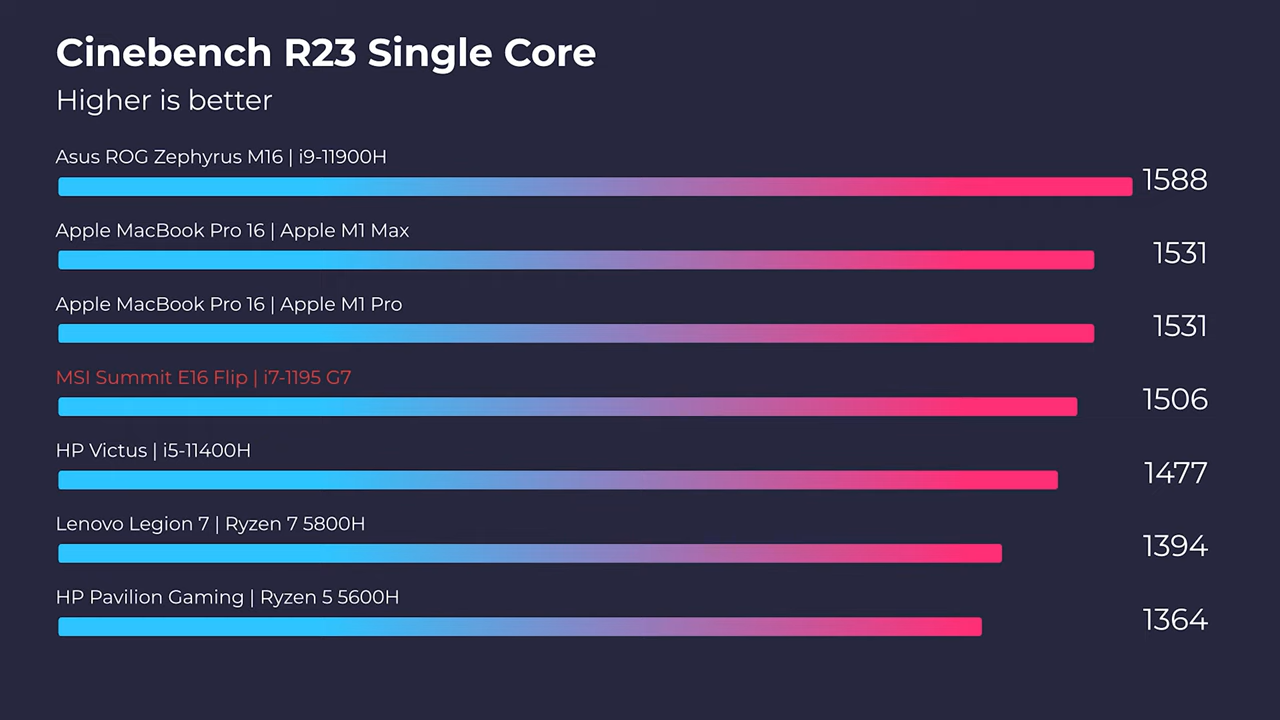 Cinebench R23 Single Core
Higher is better
Asus ROG Zephyrus M16 | i9-11900H
1588
Apple MacBook Pro 16 | Apple M1 Max
1531
Apple MacBook Pro 16 | Apple M1 Pro
1531
MSI Summit E16 Flip | i7-1195 G7
1506
HP Victus | i5-11400H
1477
Lenovo Legion 7 | Ryzen 7 5800H
1394
HP Pavilion Gaming | Ryzen 5 5600H
1364